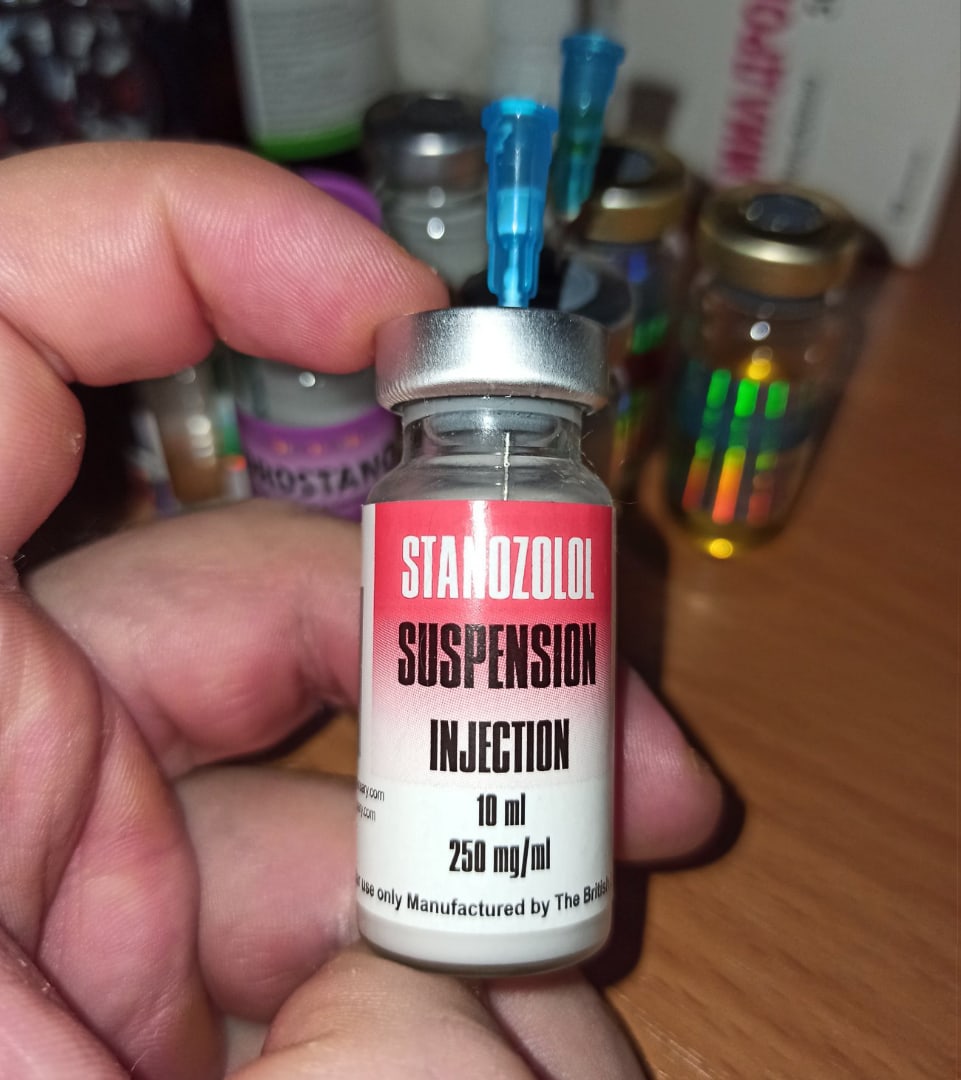 STANOZOLOL
SUSPENSION
INJECTION
10 ml
250 mg/ml
use only Manufactured by The British